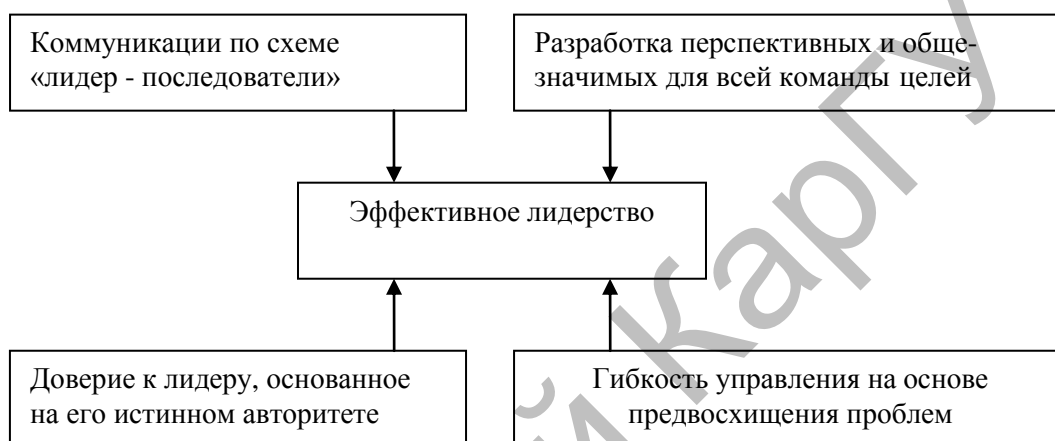 Коммуникации по схеме
«лидер - последователи»
Разработка перспективных и обще-
значимых для всей команды целей
Эффективное лидерство
Доверие к лидеру, основанное
на его истинном авторитете
Гибкость управления на основе
предвосхищения проблем
й КарГУ